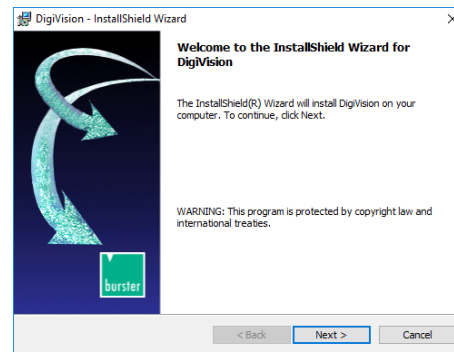 DigiVision - InstallShield Wizard
Welcome to the InstallShield Wizard for
DigiVision
The InstallShield(R) Wizard will install DigiVision on your
computer. To continue, click Next.
WARNING: This program is protected by copyright law and
international treaties.
burster
< Back
Next >
Cancel